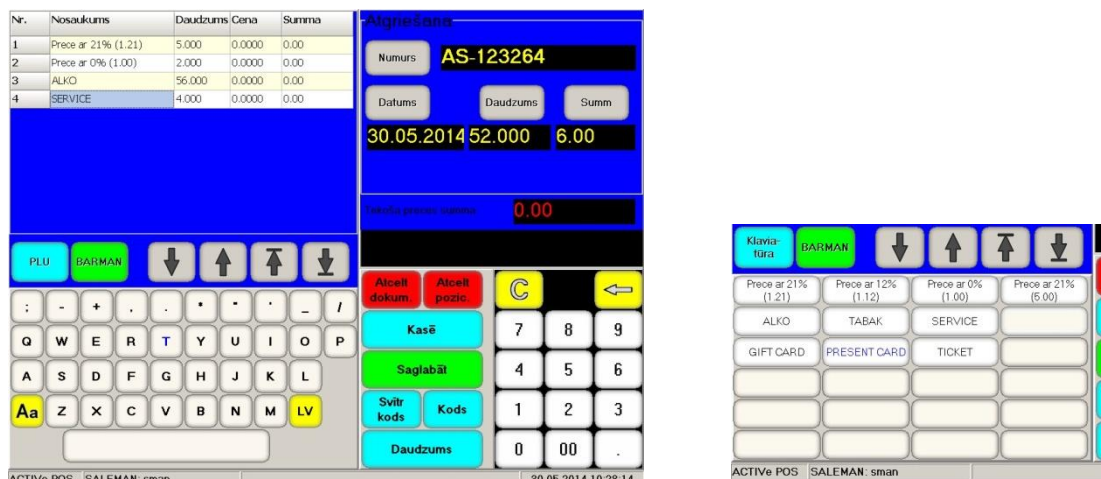 Nr. Nosaukums Daudzums Cena Summa
1 Prece ar 21% (1.21) 5.000 0.0000 0.00
2 Prece ar 0% (1.00) 2.000 0.0000 0.00
3 ALKO 56.000 0.0000 0.00
4 SERVICE 4.000 0.0000 0.00
Atgriešana
Numurs AS-123264
Datums Daudzums Summ
30.05.2014 52.000 6.00
Tekošā preces summa 0.00
PLU BARMAN
Atcelt dokum.
Atcelt pozic.
C
Kasē 7 8 9
Saglabāt 4 5 6
Svītr kods
Kods
1 2 3
Daudzums 0 00 .
; - + , . * " ' _ /
Q W E R T Y U I O P
A S D F G H J K L
Aa Z X C V B N M LV
ACTIVe POS SALEMAN: sman 30.05.2014 10:28:14
Klavia-
tūra
BARMAN
Prece ar 21% (1.21)
Prece ar 12% (1.12)
Prece ar 0% (1.00)
Prece ar 21% (5.00)
ALKO TABAK SERVICE
GIFT CARD PRESENT CARD TICKET
ACTIVe POS SALEMAN: sman